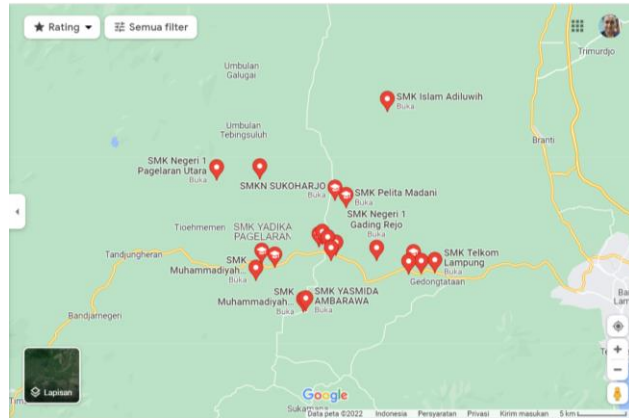 Rating
Semua filter
Trimurdjo
Umbulan
Galugai
SMK Islam Adiluwih
Buka
Umbulan
Tebingsuluh
Branti
SMK Negeri 1
Pagelaran Utara
Buka
SMKN SUKOHARJO
Buka
SMK Pelita Madani
Buka
SMK Negeri 1
Gading Rejo
Buka
Tioehmemen
SMK YADIKA
PAGELARAN
SMK Telkom
Lampung
Buka
Tandjungheran
SMK
Muhammadiyah...
Buka
Gedongtataan
SMK
Muhammadiyah...
Buka
SMK YASMIDA
AMBARAWA
Buka
Bandjarnegeri
Lapisan
Google
Data peta ©2022
Indonesia
Persyaratan
Privasi
Kirim masukan
5 km